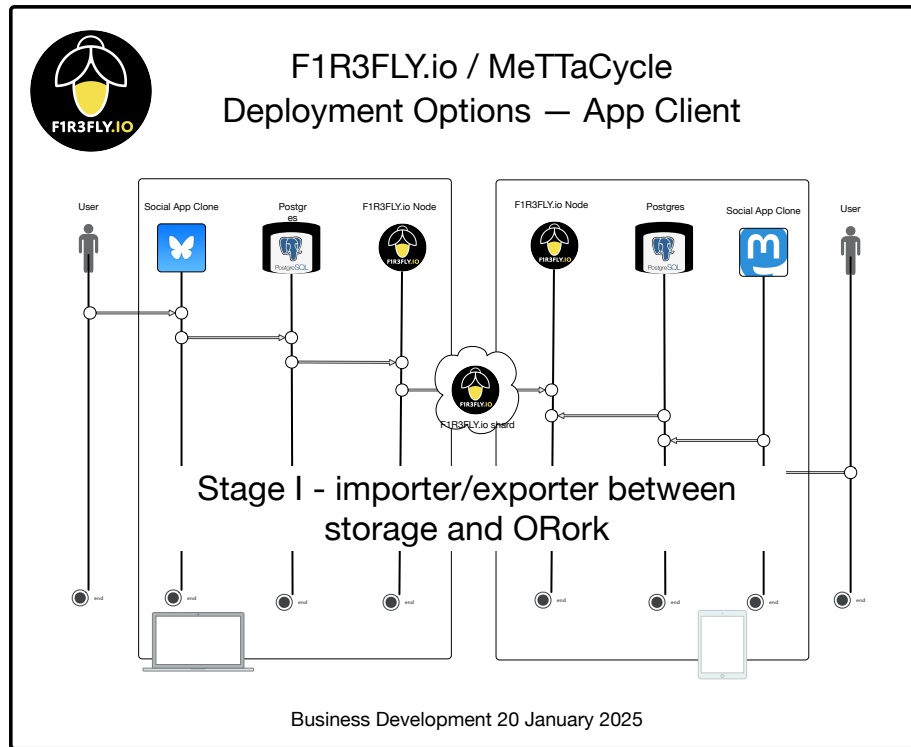 F1R3FLY.IO
F1R3FLY.io / MeTTaCycle
Deployment Options — App Client
User
Social App Clone
Postgr
es
F1R3FLY.io Node
F1R3FLY.io Node
Postgres
Social App Clone
User
PostgreSQL
F1R3FLY.IO
F1R3FLY.IO
PostgreSQL
m
F1R3FLY.IO
F1R3FLY.io shard
Stage I - importer/exporter between
storage and ORork
end
end
end
end
end
end
end
end
Business Development 20 January 2025